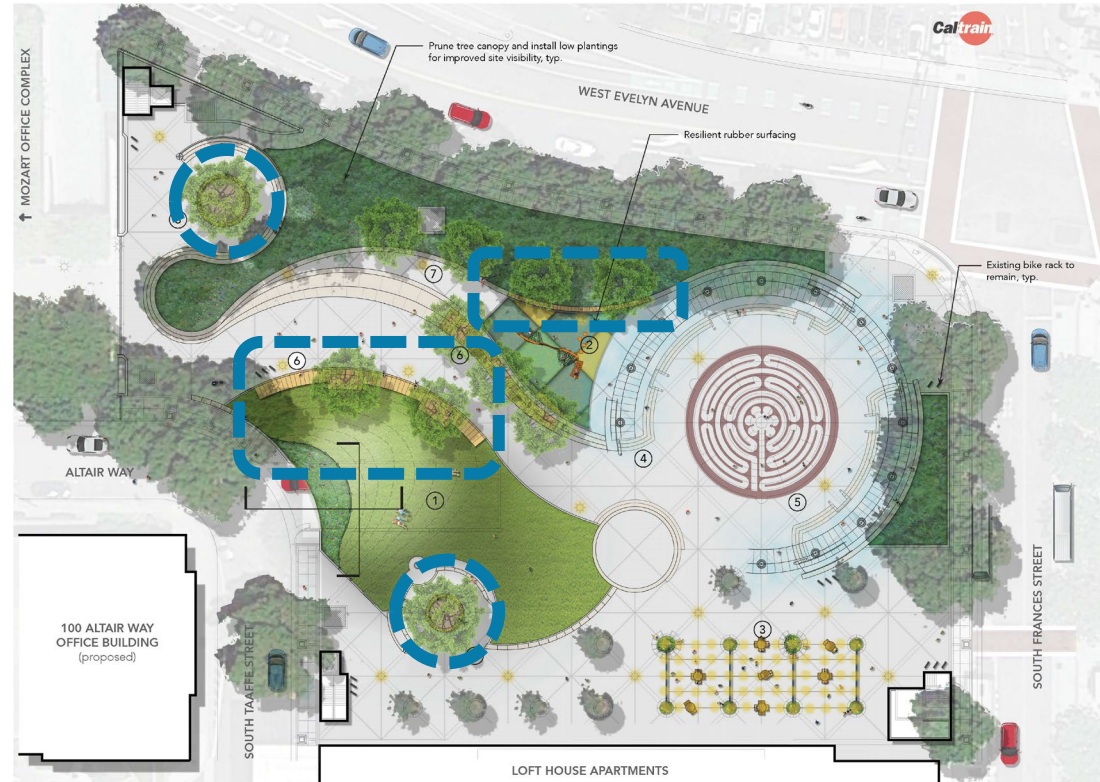 Caltrain
Prune tree canopy and install low plantings
for improved site visibility, typ.
WEST EVELYN AVENUE
Resilient rubber surfacing
MOZART OFFICE COMPLEX
Existing bike rack to
remain, typ.
7
2
6
6
4
ALTAIR WAY
1
5
100 ALTAIR WAY
OFFICE BUILDING
(proposed)
3
SOUTH TAAFFE STREET
SOUTH FRANCES STREET
LOFT HOUSE APARTMENTS